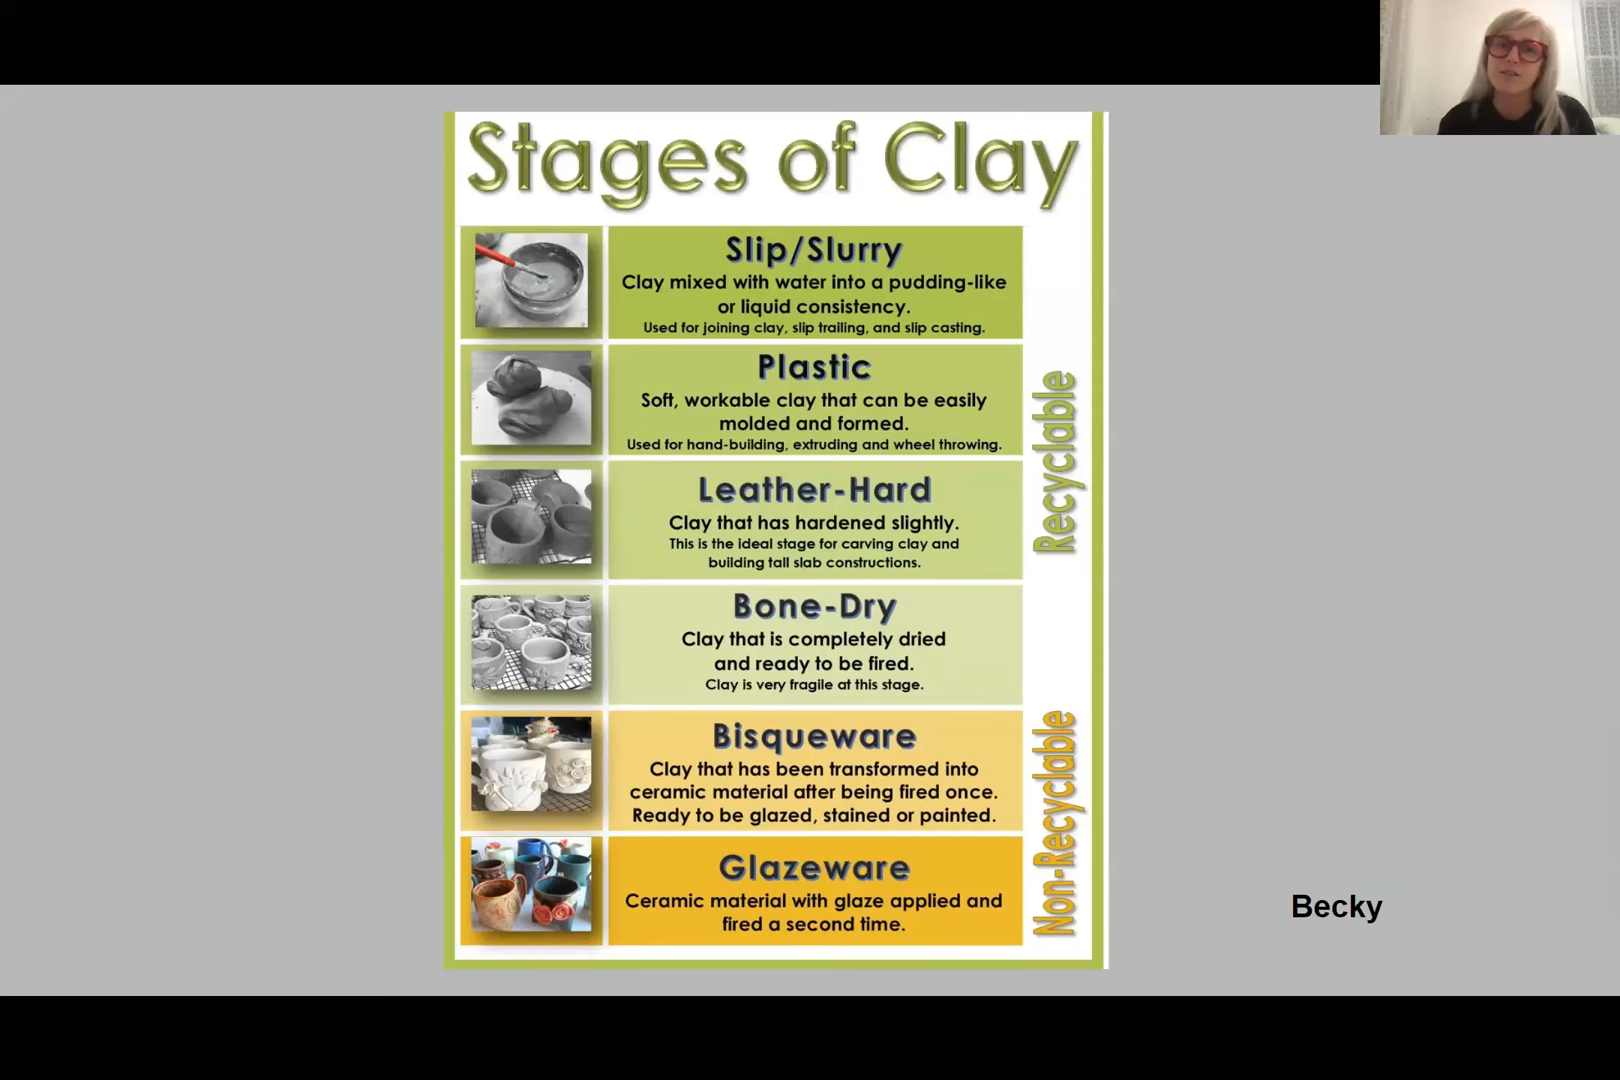 Stages of Clay
Slip/Slurry
Clay mixed with water into a pudding-like
or liquid consistency.
Used for joining clay, slip trailing, and slip casting.
Plastic
Soft, workable clay that can be easily
molded and formed.
Used for hand-building, extruding and wheel throwing.
Leather-Hard
Clay that has hardened slightly.
This is the ideal stage for carving clay and
building tall slab constructions.
Bone-Dry
Clay that is completely dried
and ready to be fired.
Clay is very fragile at this stage.
Recyclable
Bisqueware
Clay that has been transformed into
ceramic material after being fired once.
Ready to be glazed, stained or painted.
Glazeware
Ceramic material with glaze applied and
fired a second time.
Non-Recyclable
Becky